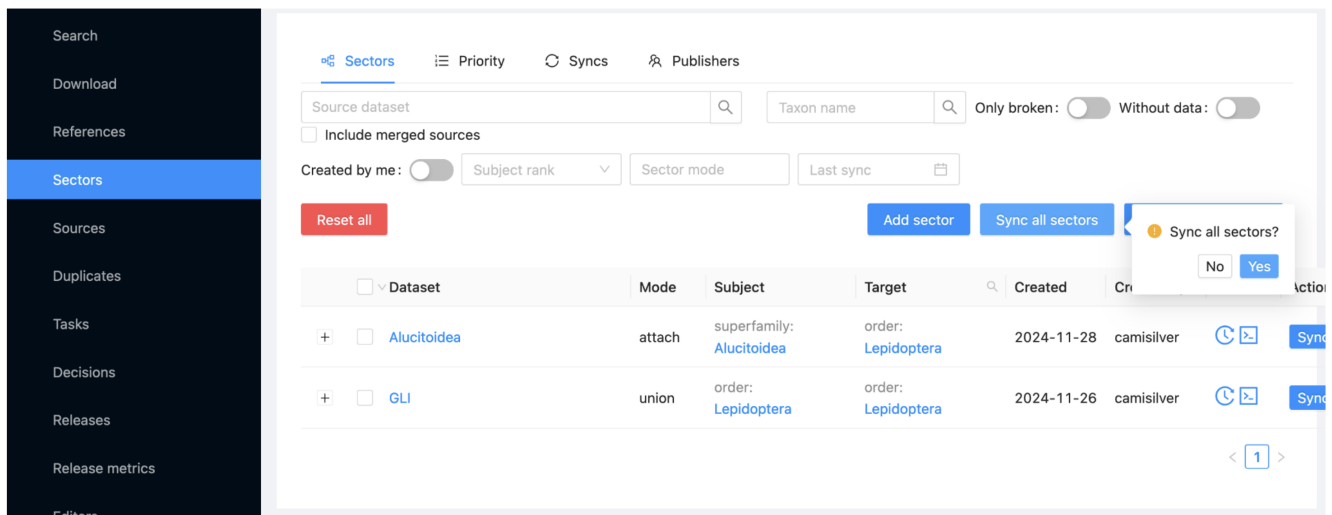 Search
Download
References
Sectors
Sources
Duplicates
Tasks
Decisions
Releases
Release metrics
Editors
Sectors Priority Syncs Publishers
Source dataset Taxon name Only broken: Without data:
Include merged sources
Created by me: Subject rank Sector mode Last sync
Reset all Add sector Sync all sectors
Sync all sectors?
No Yes
Dataset Mode Subject Target Created
Alucitoidea attach superfamily: Alucitoidea order: Lepidoptera 2024-11-28 camisilver Sync
GLI union order: Lepidoptera order: Lepidoptera 2024-11-26 camisilver Sync
< 1 >